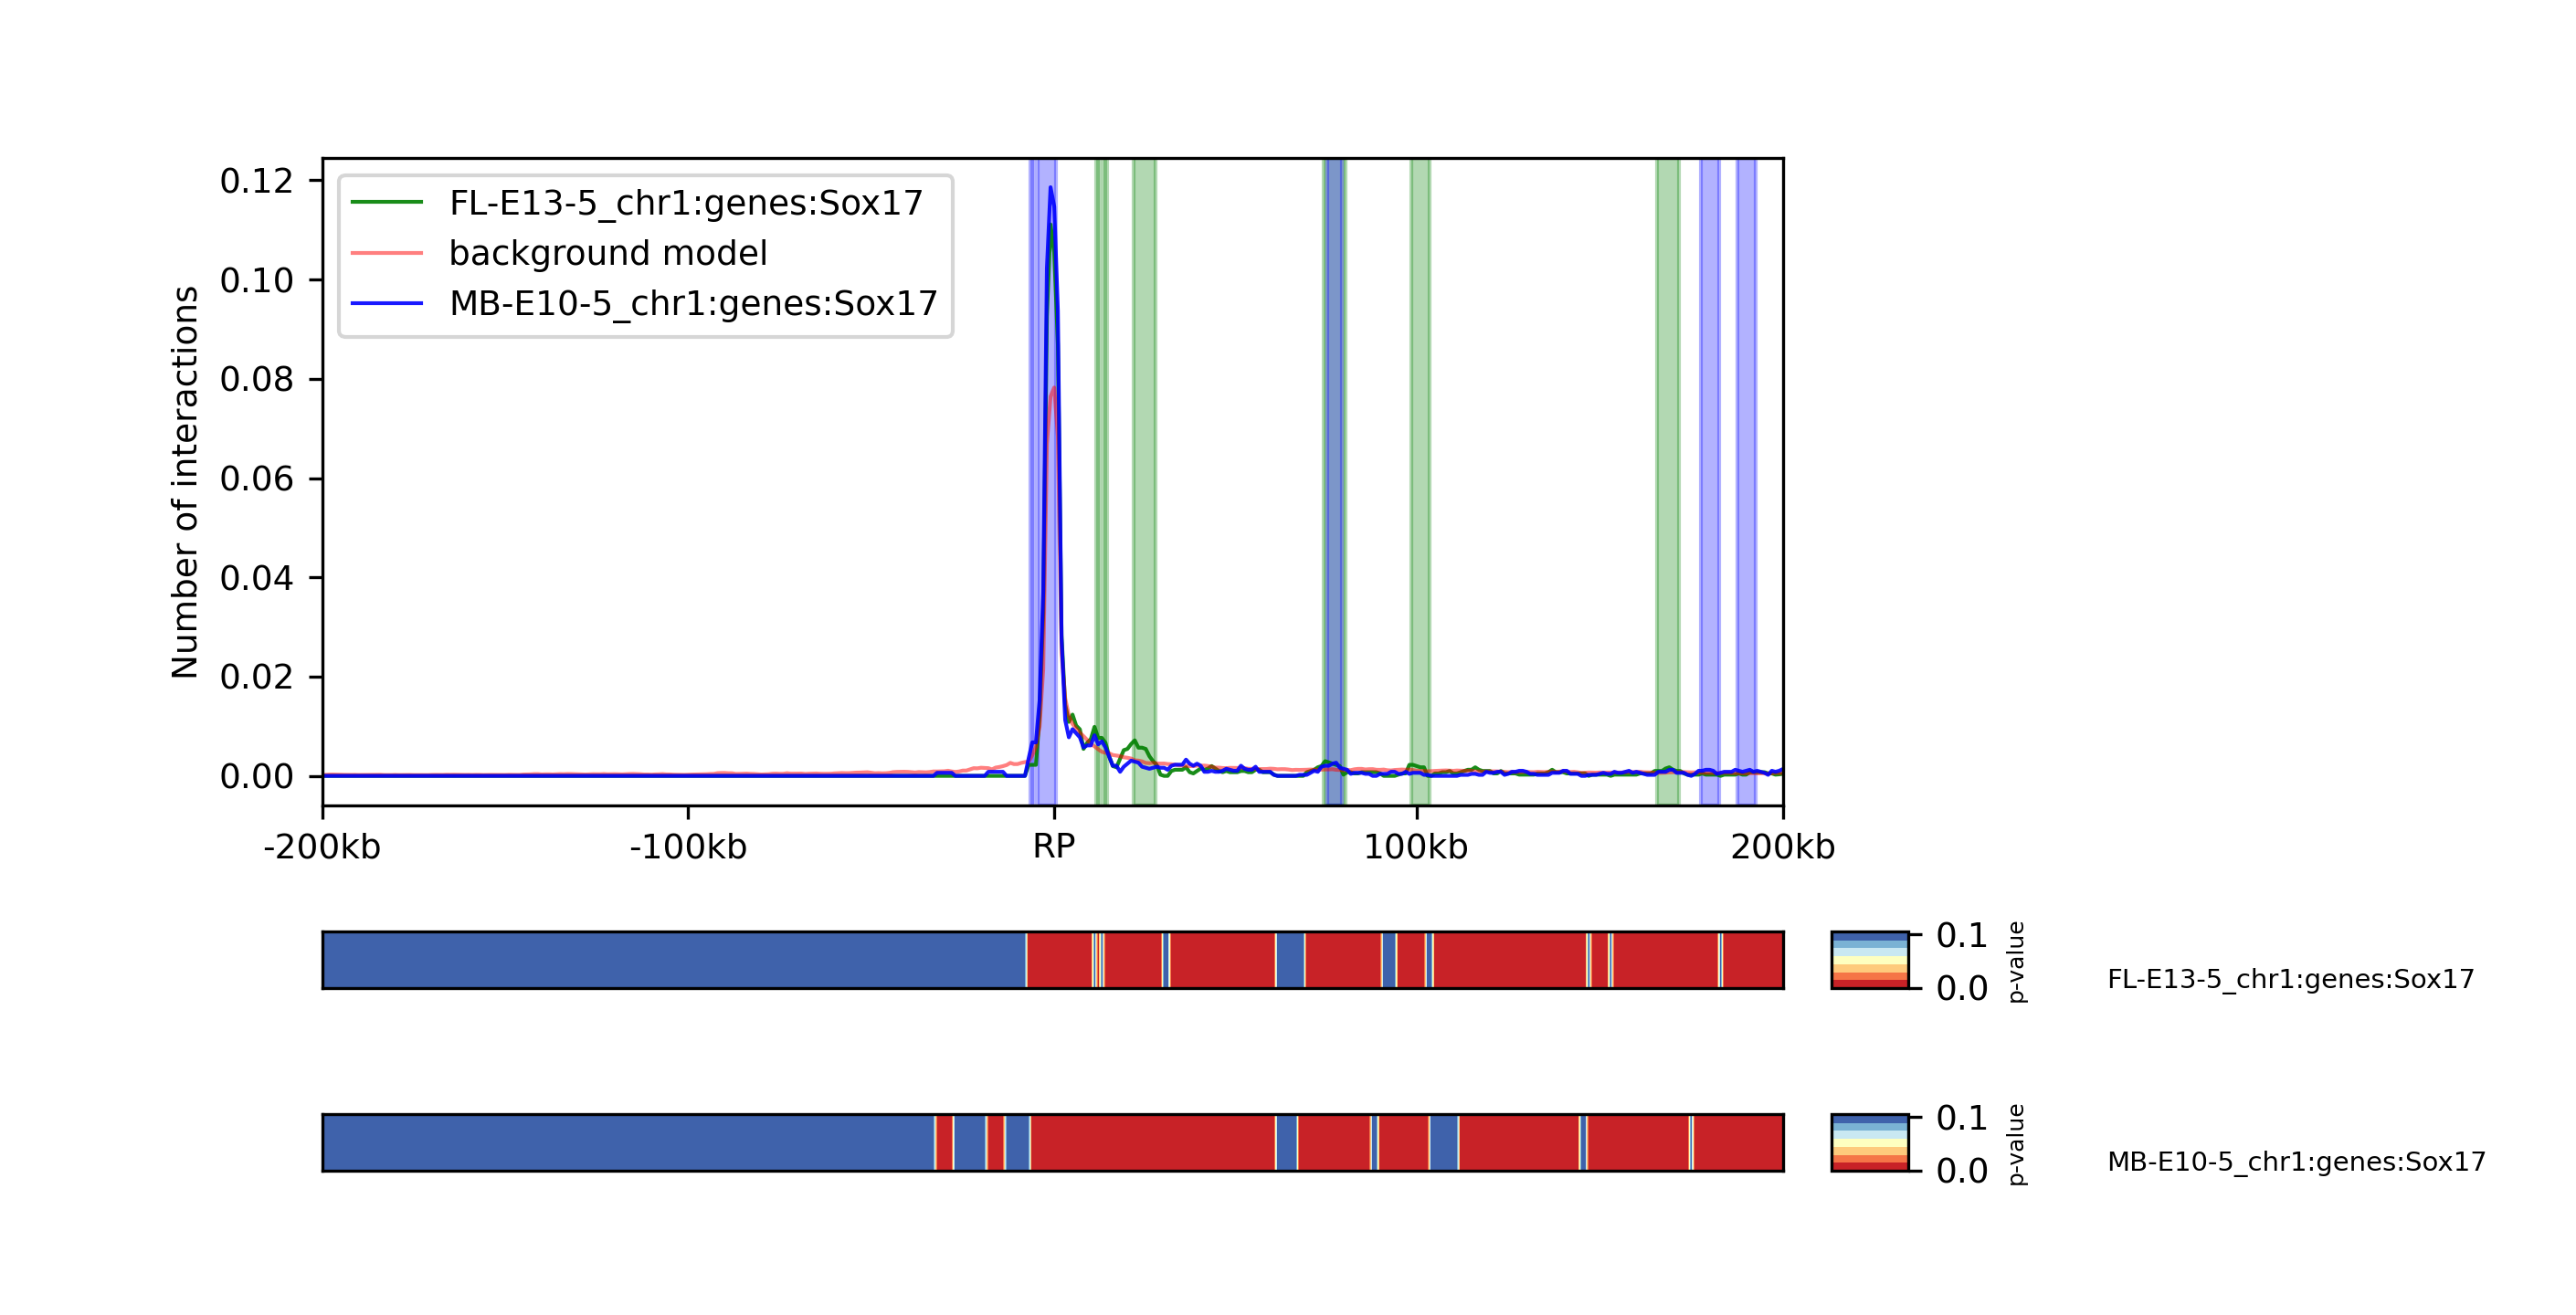 0.12
0.10
0.08
0.06
0.04
0.02
0.00
Number of interactions
FL-E13-5_chr1:genes:Sox17
background model
MB-E10-5_chr1:genes:Sox17
-200kb
-100kb
RP
100kb
200kb
0.1
0.0
p-value
FL-E13-5_chr1:genes:Sox17
0.1
0.0
p-value
MB-E10-5_chr1:genes:Sox17